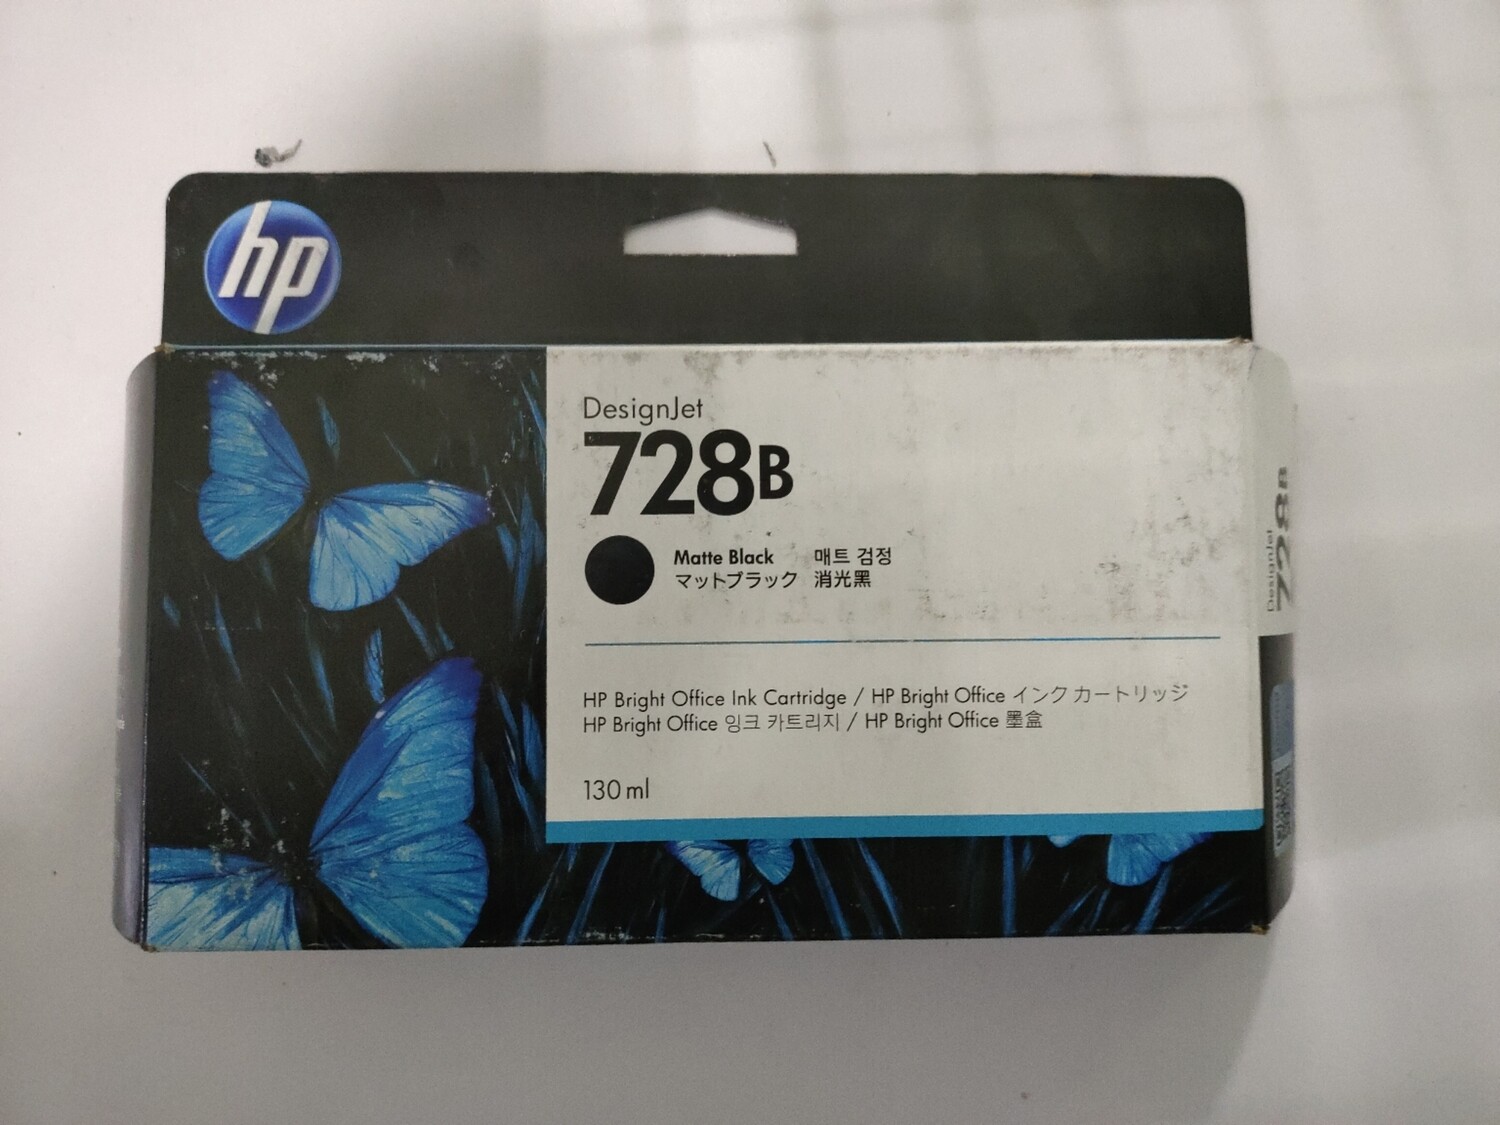 hp
DesignJet
728B
Matte Black 매트 검정
マットブラック 消光黑
HP Bright Office Ink Cartridge / HP Bright Office インク カートリッジ
HP Bright Office 잉크 카트리지 / HP Bright Office 墨盒
130 ml
DesignJet
728B